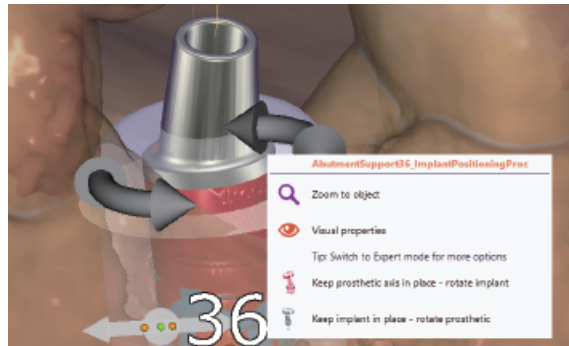 AbutmentSupport36_ImplantPositioningProc
Zoom to object
Visual properties
Tip: Switch to Expert mode for more options
Keep prosthetic axis in place - rotate implant
36
Keep implant in place - rotate prosthetic